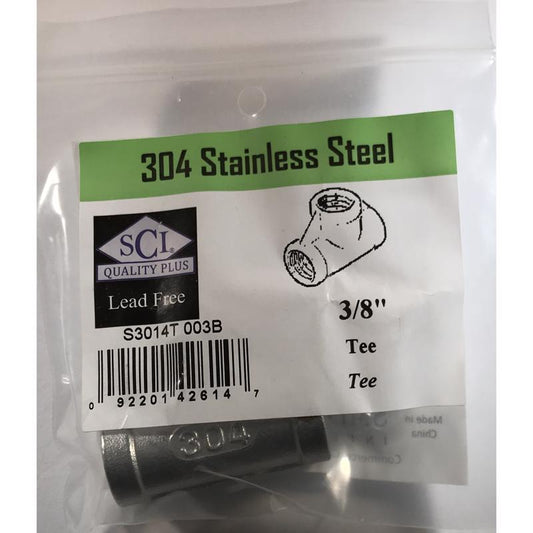 304 Stainless Steel
SCI
QUALITY PLUS
Lead Free
S3014T 003B
0 92201 42614 7
3/8"
Tee
Tee
304
Made in
China